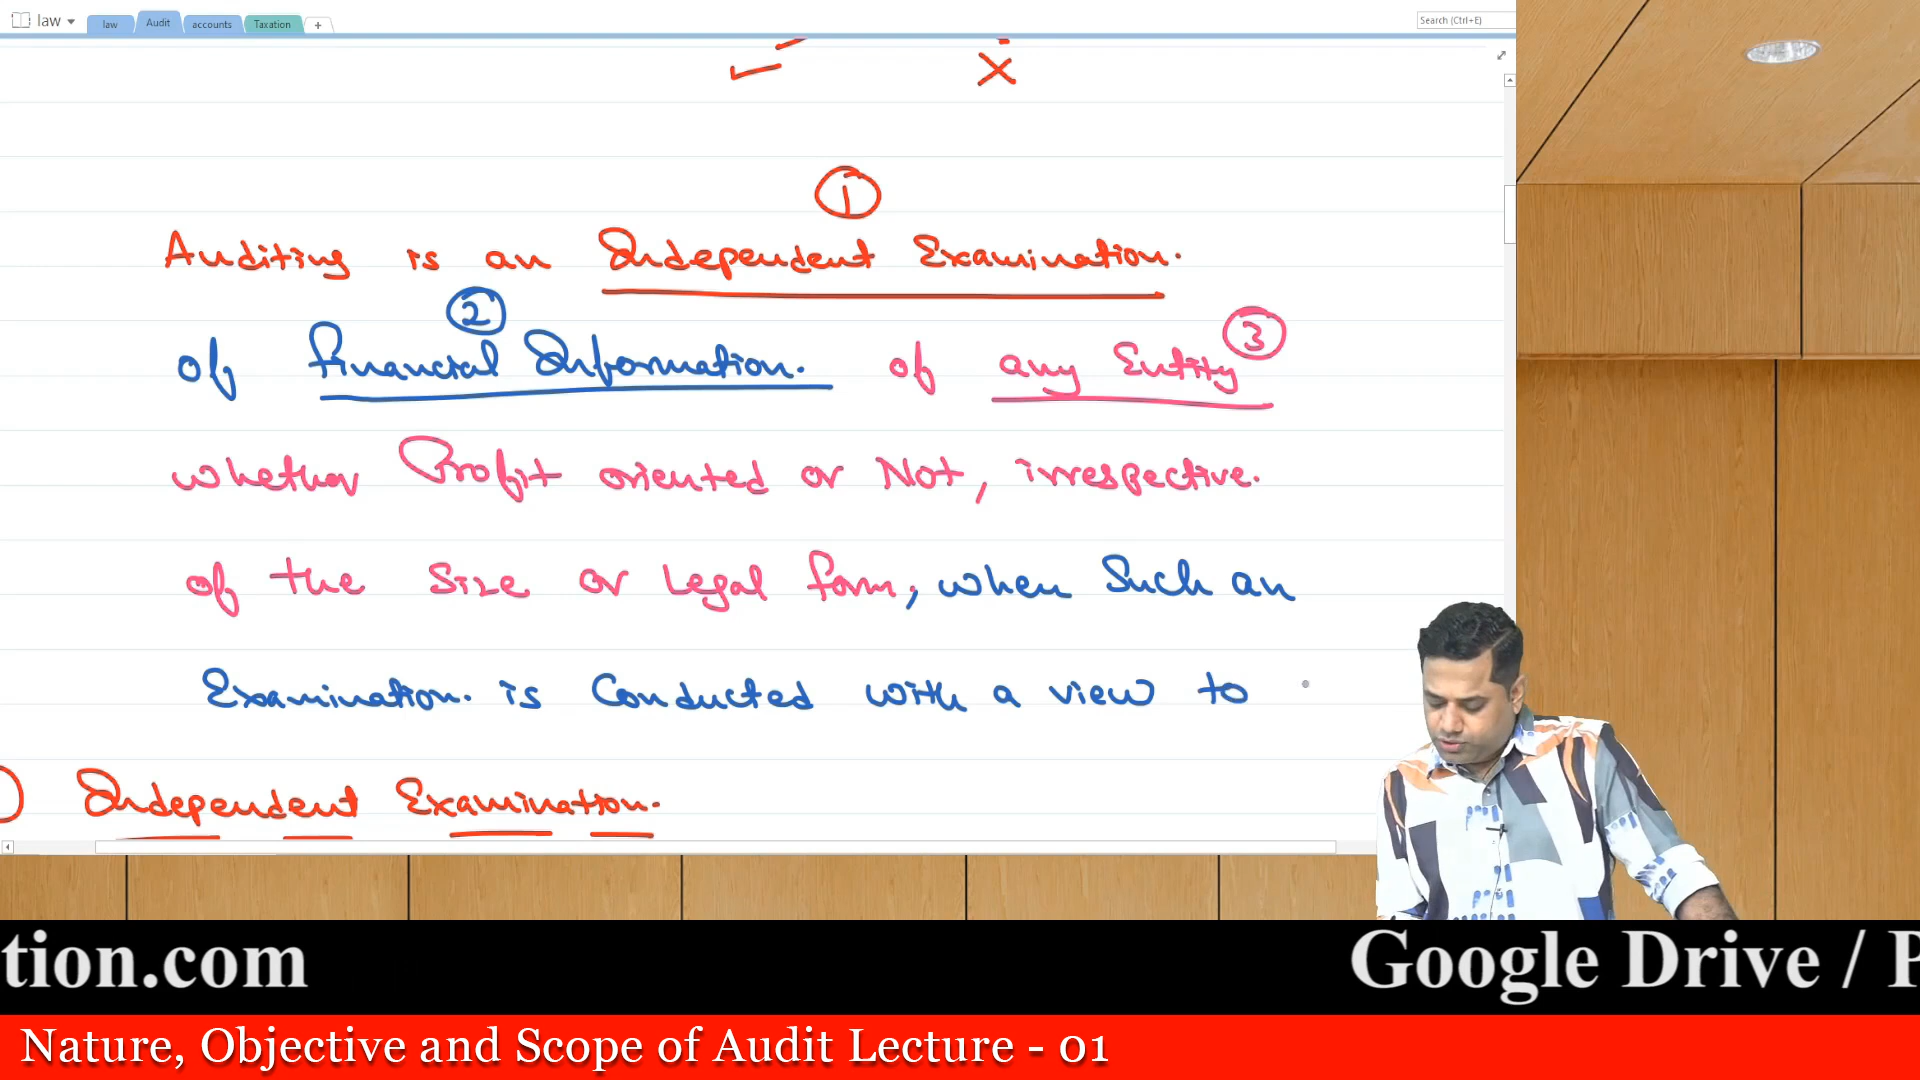 law
law Audit accounts Taxation +
Search (Ctrl+E)
1
Auditing is an Independent Examination.
2
3
of financial Information. of any Entity
whether Profit oriented or Not, irrespective.
of the Size or Legal form, when Such an
Examination. is Conducted with a view to
) Independent Examination.
tion.com Google Drive / P
Nature, Objective and Scope of Audit Lecture - 01